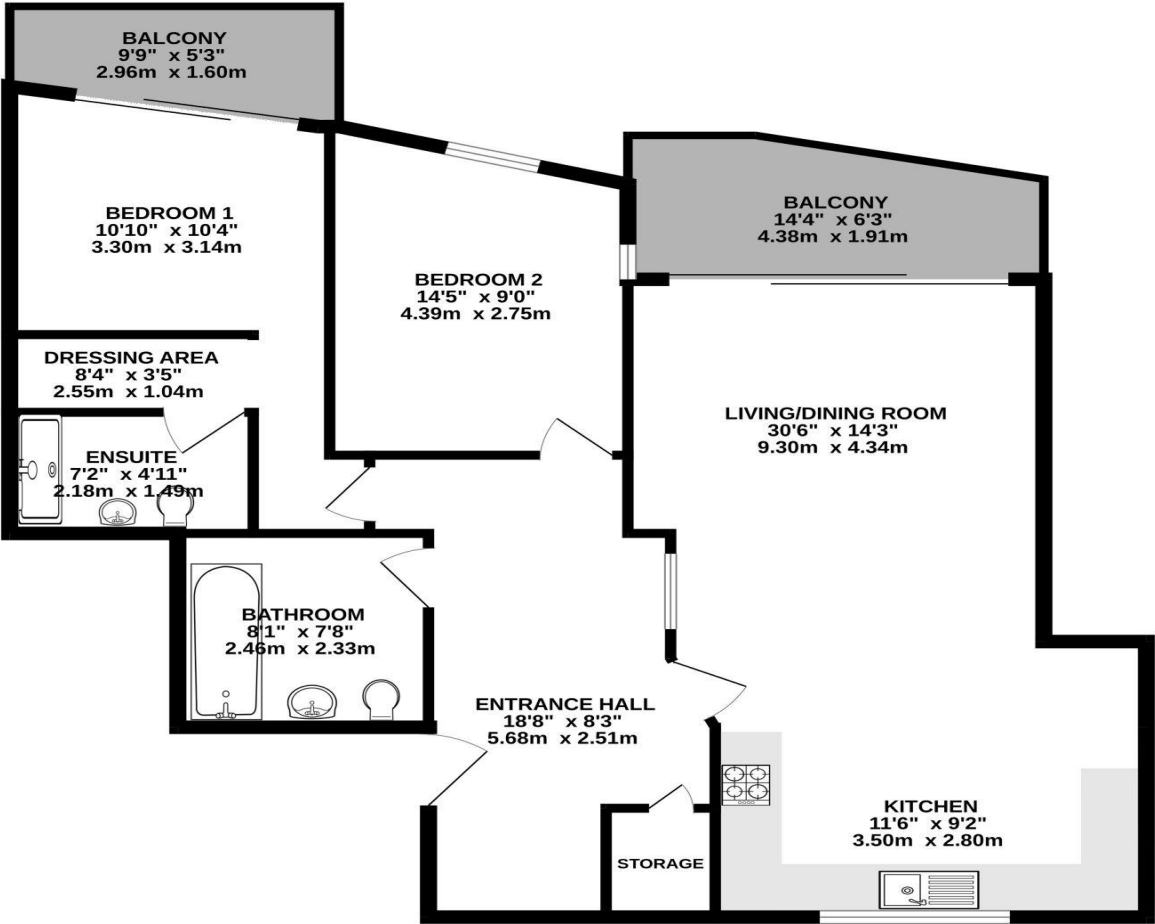 BALCONY
9'9" x 5'3"
2.96m x 1.60m
BEDROOM 1
10'10" x 10'4"
3.30m x 3.14m
BEDROOM 2
14'5" x 9'0"
4.39m x 2.75m
BALCONY
14'4" x 6'3"
4.38m x 1.91m
DRESSING AREA
8'4" x 3'5"
2.55m x 1.04m
ENSUITE
7'2" x 4'11"
2.18m x 1.49m
LIVING/DINING ROOM
30'6" x 14'3"
9.30m x 4.34m
BATHROOM
8'1" x 7'8"
2.46m x 2.33m
ENTRANCE HALL
18'8" x 8'3"
5.68m x 2.51m
KITCHEN
11'6" x 9'2"
3.50m x 2.80m
STORAGE